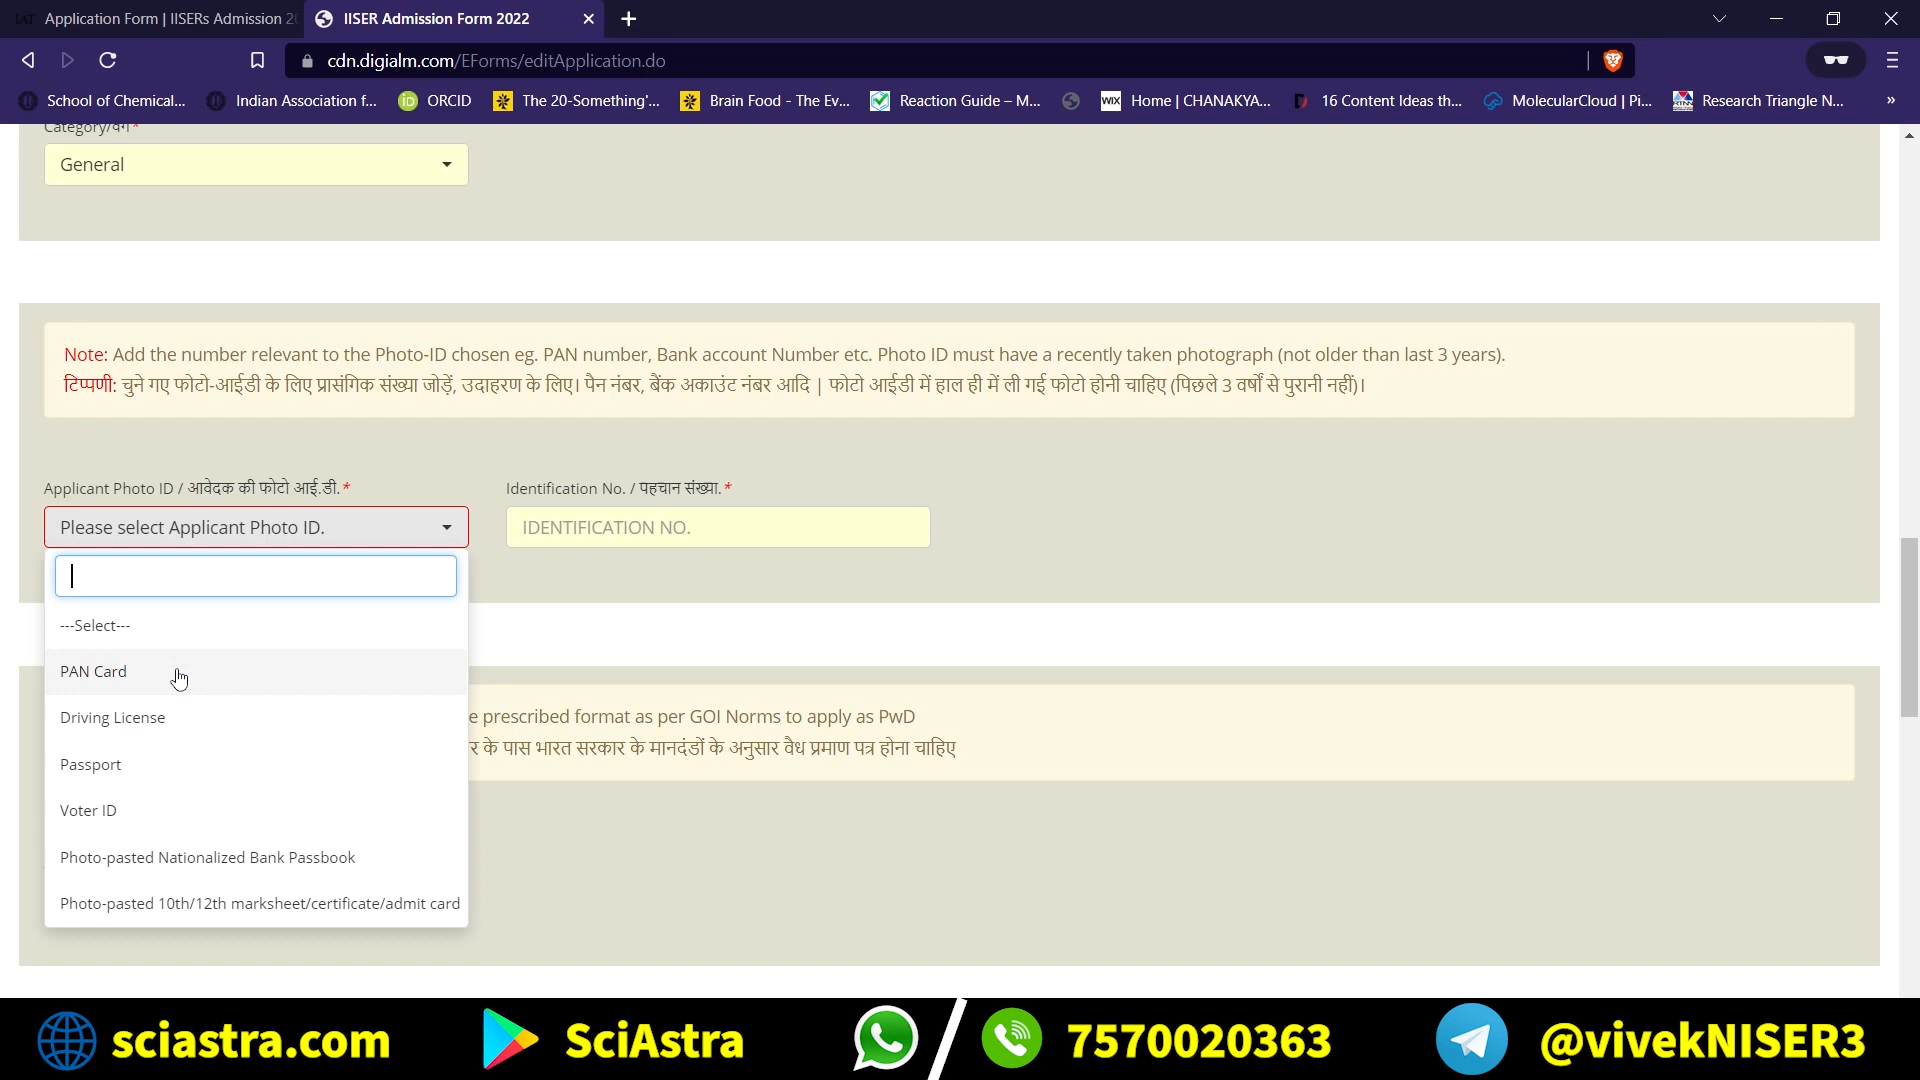 Application Form | IISERs Admission 20
IISER Admission Form 2022
cdn.digialm.com/EForms/editApplication.do
School of Chemical...
Indian Association f...
iD ORCID
The 20-Something'...
Brain Food - The Ev...
Reaction Guide – M...
WIX Home | CHANAKYA...
16 Content Ideas th...
MolecularCloud | Pi...
Research Triangle N...
Category/वर्ग*
General
Note: Add the number relevant to the Photo-ID chosen eg. PAN number, Bank account Number etc. Photo ID must have a recently taken photograph (not older than last 3 years).
टिप्पणी: चुने गए फोटो-आईडी के लिए प्रासंगिक संख्या जोड़ें, उदाहरण के लिए। पैन नंबर, बैंक अकाउंट नंबर आदि | फोटो आईडी में हाल ही में ली गई फोटो होनी चाहिए (पिछले 3 वर्षों से पुरानी नहीं)।
Applicant Photo ID / आवेदक की फोटो आई.डी.*
Identification No. / पहचान संख्या.*
Please select Applicant Photo ID.
IDENTIFICATION NO.
---Select---
PAN Card
Driving License
Passport
Voter ID
Photo-pasted Nationalized Bank Passbook
Photo-pasted 10th/12th marksheet/certificate/admit card
e prescribed format as per GOI Norms to apply as PwD
र के पास भारत सरकार के मानदंडों के अनुसार वैध प्रमाण पत्र होना चाहिए
sciastra.com
SciAstra
7570020363
@vivekNISER3